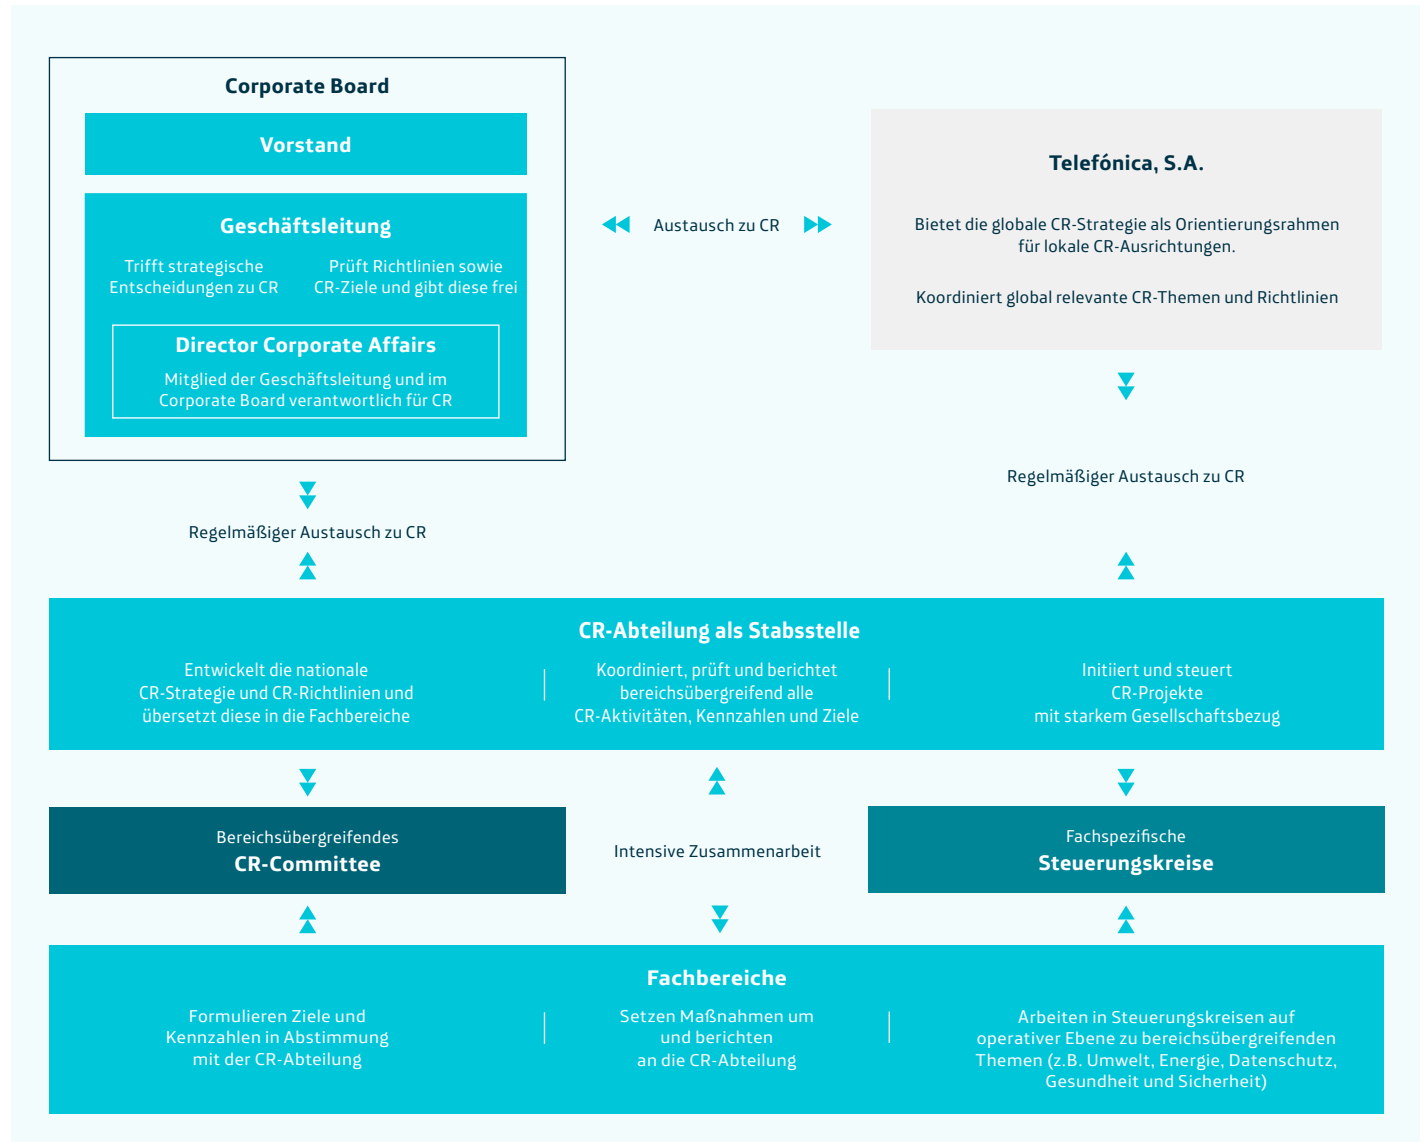 Corporate Board
Vorstand
Geschäftsleitung
Trifft strategische
Entscheidungen zu CR
Prüft Richtlinien sowie
CR-Ziele und gibt diese frei
Director Corporate Affairs
Mitglied der Geschäftsleitung und im
Corporate Board verantwortlich für CR
Austausch zu CR
Telefónica, S.A.
Bietet die globale CR-Strategie als Orientierungsrahmen
für lokale CR-Ausrichtungen.
Koordiniert global relevante CR-Themen und Richtlinien
Regelmäßiger Austausch zu CR
Regelmäßiger Austausch zu CR
CR-Abteilung als Stabsstelle
Entwickelt die nationale
CR-Strategie und CR-Richtlinien und
übersetzt diese in die Fachbereiche
Koordiniert, prüft und berichtet
bereichsübergreifend alle
CR-Aktivitäten, Kennzahlen und Ziele
Initiiert und steuert
CR-Projekte
mit starkem Gesellschaftsbezug
Bereichsübergreifendes
CR-Committee
Intensive Zusammenarbeit
Fachspezifische
Steuerungskreise
Fachbereiche
Formulieren Ziele und
Kennzahlen in Abstimmung
mit der CR-Abteilung
Setzen Maßnahmen um
und berichten
an die CR-Abteilung
Arbeiten in Steuerungskreisen auf
operativer Ebene zu bereichsübergreifenden
Themen (z.B. Umwelt, Energie, Datenschutz,
Gesundheit und Sicherheit)